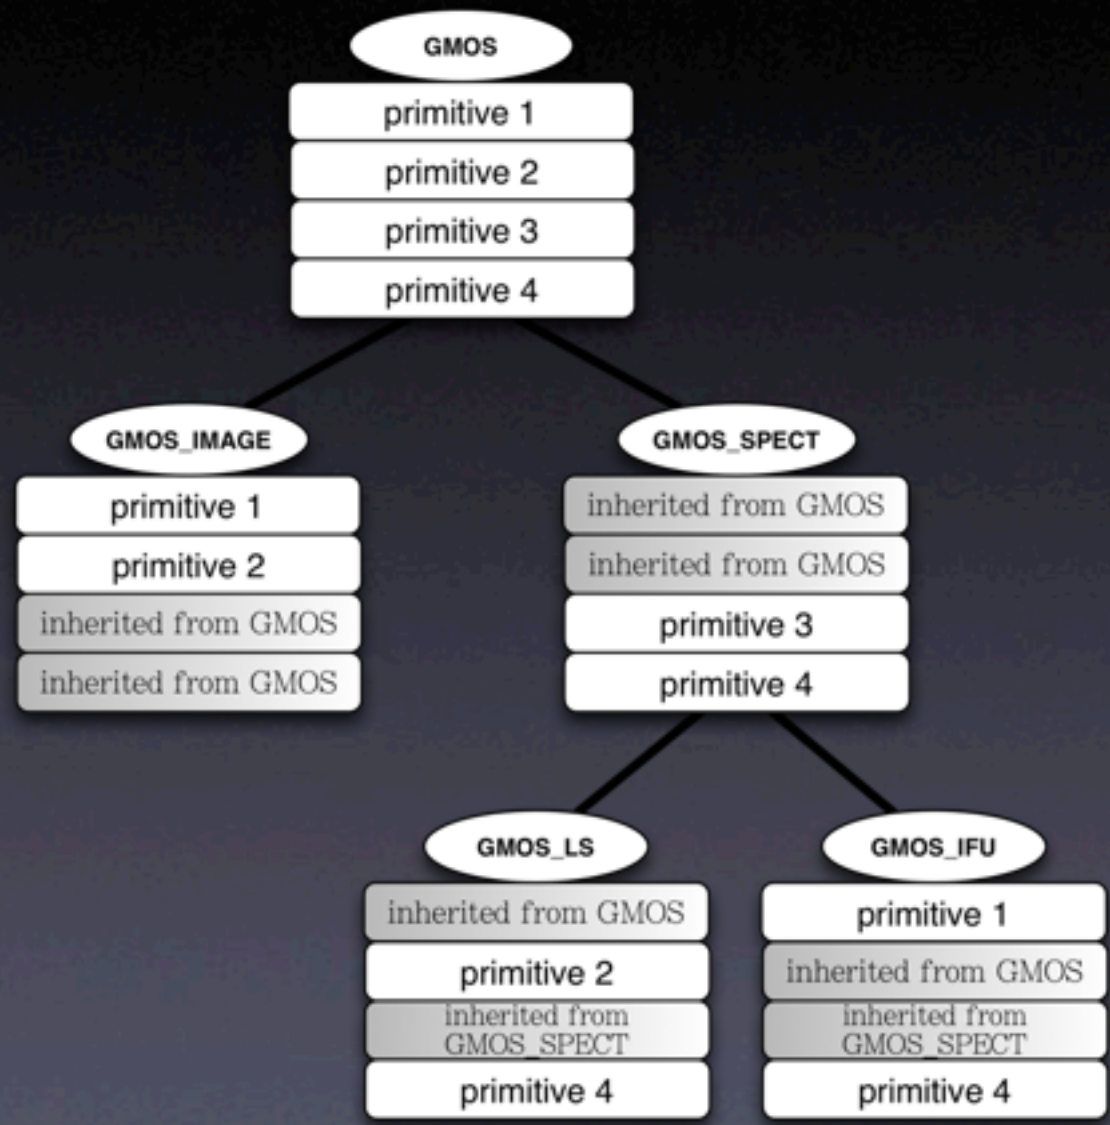 GMOS
primitive 1
primitive 2
primitive 3
primitive 4
GMOS_IMAGE
primitive 1
primitive 2
inherited from GMOS
inherited from GMOS
GMOS_SPECT
inherited from GMOS
inherited from GMOS
primitive 3
primitive 4
GMOS_LS
inherited from GMOS
primitive 2
inherited from
GMOS_SPECT
primitive 4
GMOS_IFU
primitive 1
inherited from GMOS
inherited from
GMOS_SPECT
primitive 4